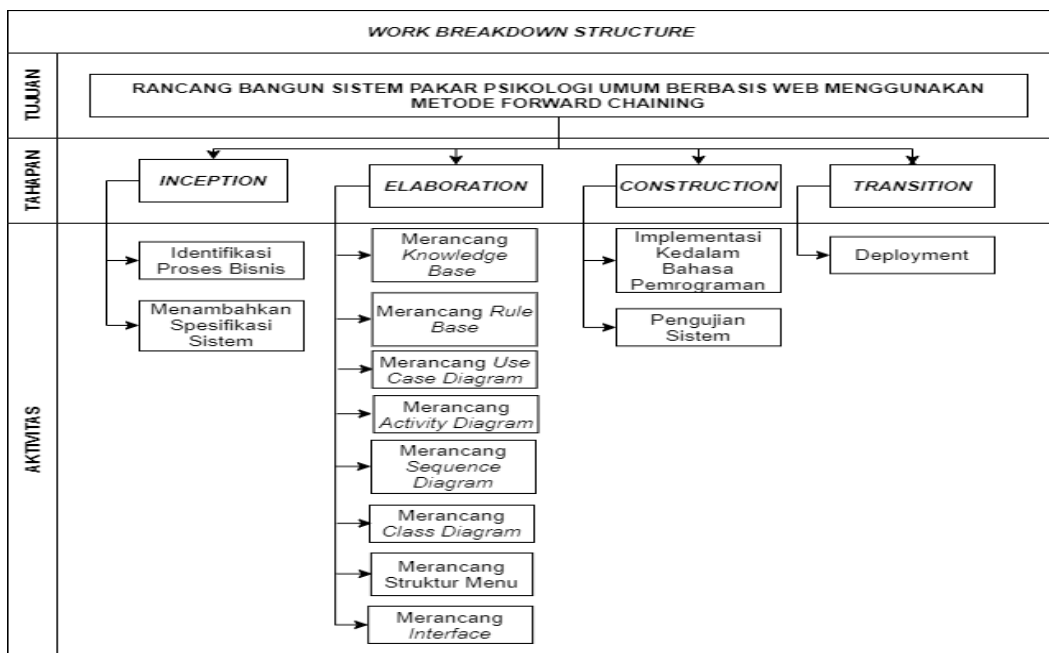 WORK BREAKDOWN STRUCTURE
TUJUAN
RANCANG BANGUN SISTEM PAKAR PSIKOLOGI UMUM BERBASIS WEB MENGGUNAKAN
METODE FORWARD CHAINING
TAHAPAN
INCEPTION
ELABORATION
CONSTRUCTION
TRANSITION
AKTIVITAS
Identifikasi
Proses Bisnis
Menambahkan
Spesifikasi
Sistem
Merancang
Knowledge
Base
Merancang Rule
Base
Merancang Use
Case Diagram
Merancang
Activity Diagram
Merancang
Sequence
Diagram
Merancang
Class Diagram
Merancang
Struktur Menu
Merancang
Interface
Implementasi
Kedalam
Bahasa
Pemrograman
Pengujian
Sistem
Deployment